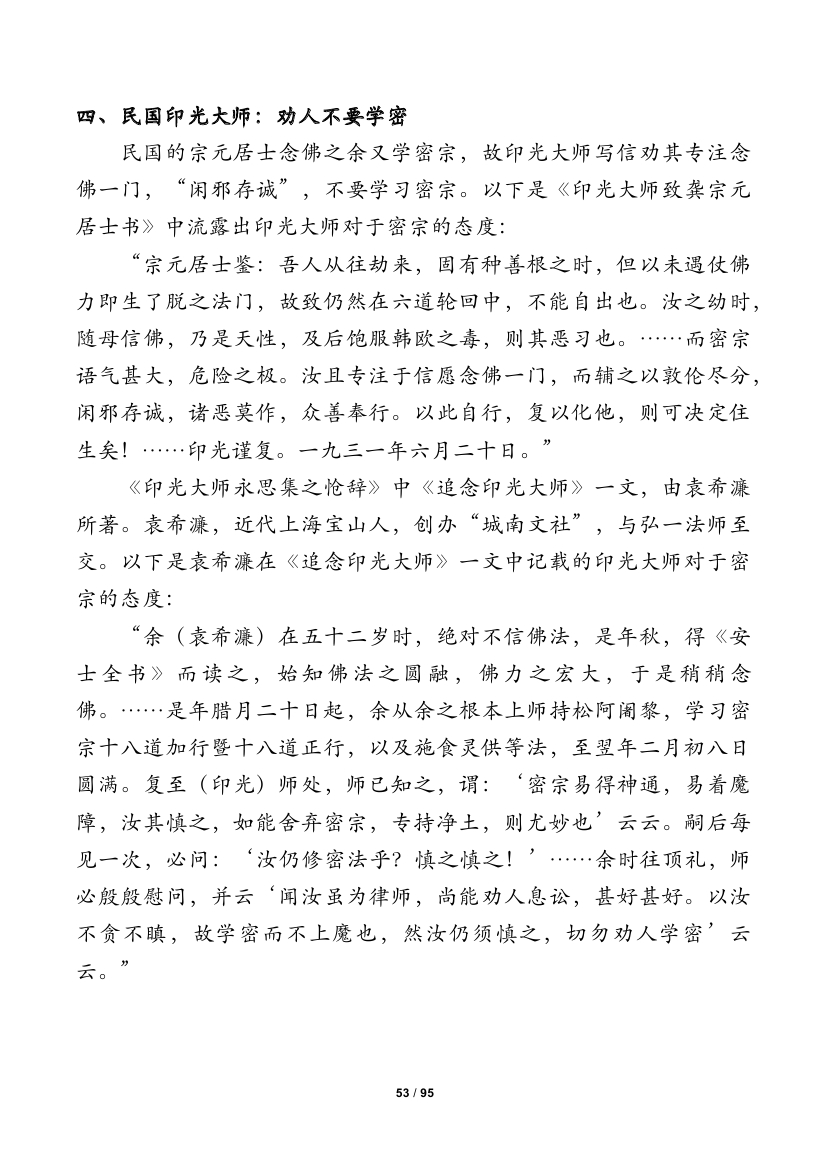 四、民国印光大师：劝人不要学密
民国的宗元居士念佛之余又学密宗，故印光大师写信劝其专注念
佛一门，“闲邪存诚”，不要学习密宗。以下是《印光大师致龚宗元
居士书》中流露出印光大师对于密宗的态度：
“宗元居士鉴：吾人从往劫来，固有种善根之时，但以未遇仗佛
力即生了脱之法门，故致仍然在六道轮回中，不能自出也。汝之幼时，
随母信佛，乃是天性，及后饱服韩欧之毒，则其恶习也。……而密宗
语气甚大，危险之极。汝且专注于信愿念佛一门，而辅之以敦伦尽分，
闲邪存诚，诸恶莫作，众善奉行。以此自行，复以化他，则可决定住
生矣！……印光谨复。一九三一年六月二十日。”
《印光大师永思集之怆辞》中《追念印光大师》一文，由袁希濂
所著。袁希濂，近代上海宝山人，创办“城南文社”，与弘一法师至
交。以下是袁希濂在《追念印光大师》一文中记载的印光大师对于密
宗的态度：
“余（袁希濂）在五十二岁时，绝对不信佛法，是年秋，得《安
士全书》而读之，始知佛法之圆融，佛力之宏大，于是稍稍念
佛。……是年腊月二十日起，余从余之根本上师持松阿阇黎，学习密
宗十八道加行暨十八道正行，以及施食灵供等法，至翌年二月初八日
圆满。复至（印光）师处，师已知之，谓：‘密宗易得神通，易着魔
障，汝其慎之，如能舍弃密宗，专持净土，则尤妙也’云云。嗣后每
见一次，必问：‘汝仍修密法乎？慎之慎之！’……余时往顶礼，师
必殷殷慰问，并云‘闻汝虽为律师，尚能劝人息讼，甚好甚好。以汝
不贪不瞋，故学密而不上魔也，然汝仍须慎之，切勿劝人学密’云
云。”
53 / 95